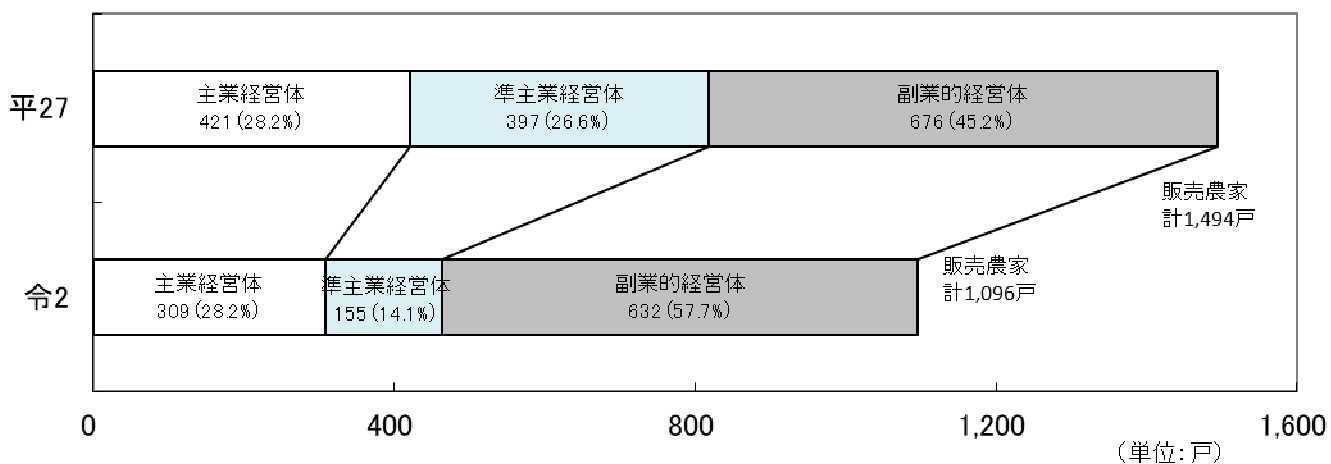 平27
主業経営体
421(28.2%)
準主業経営体
397(26.6%)
副業的経営体
676(45.2%)
販売農家
計1,494戸
令2
主業経営体
309(28.2%)
準主業経営体
155(14.1%)
副業的経営体
632(57.7%)
販売農家
計1,096戸
0
400
800
1,200
1,600
（単位：戸）